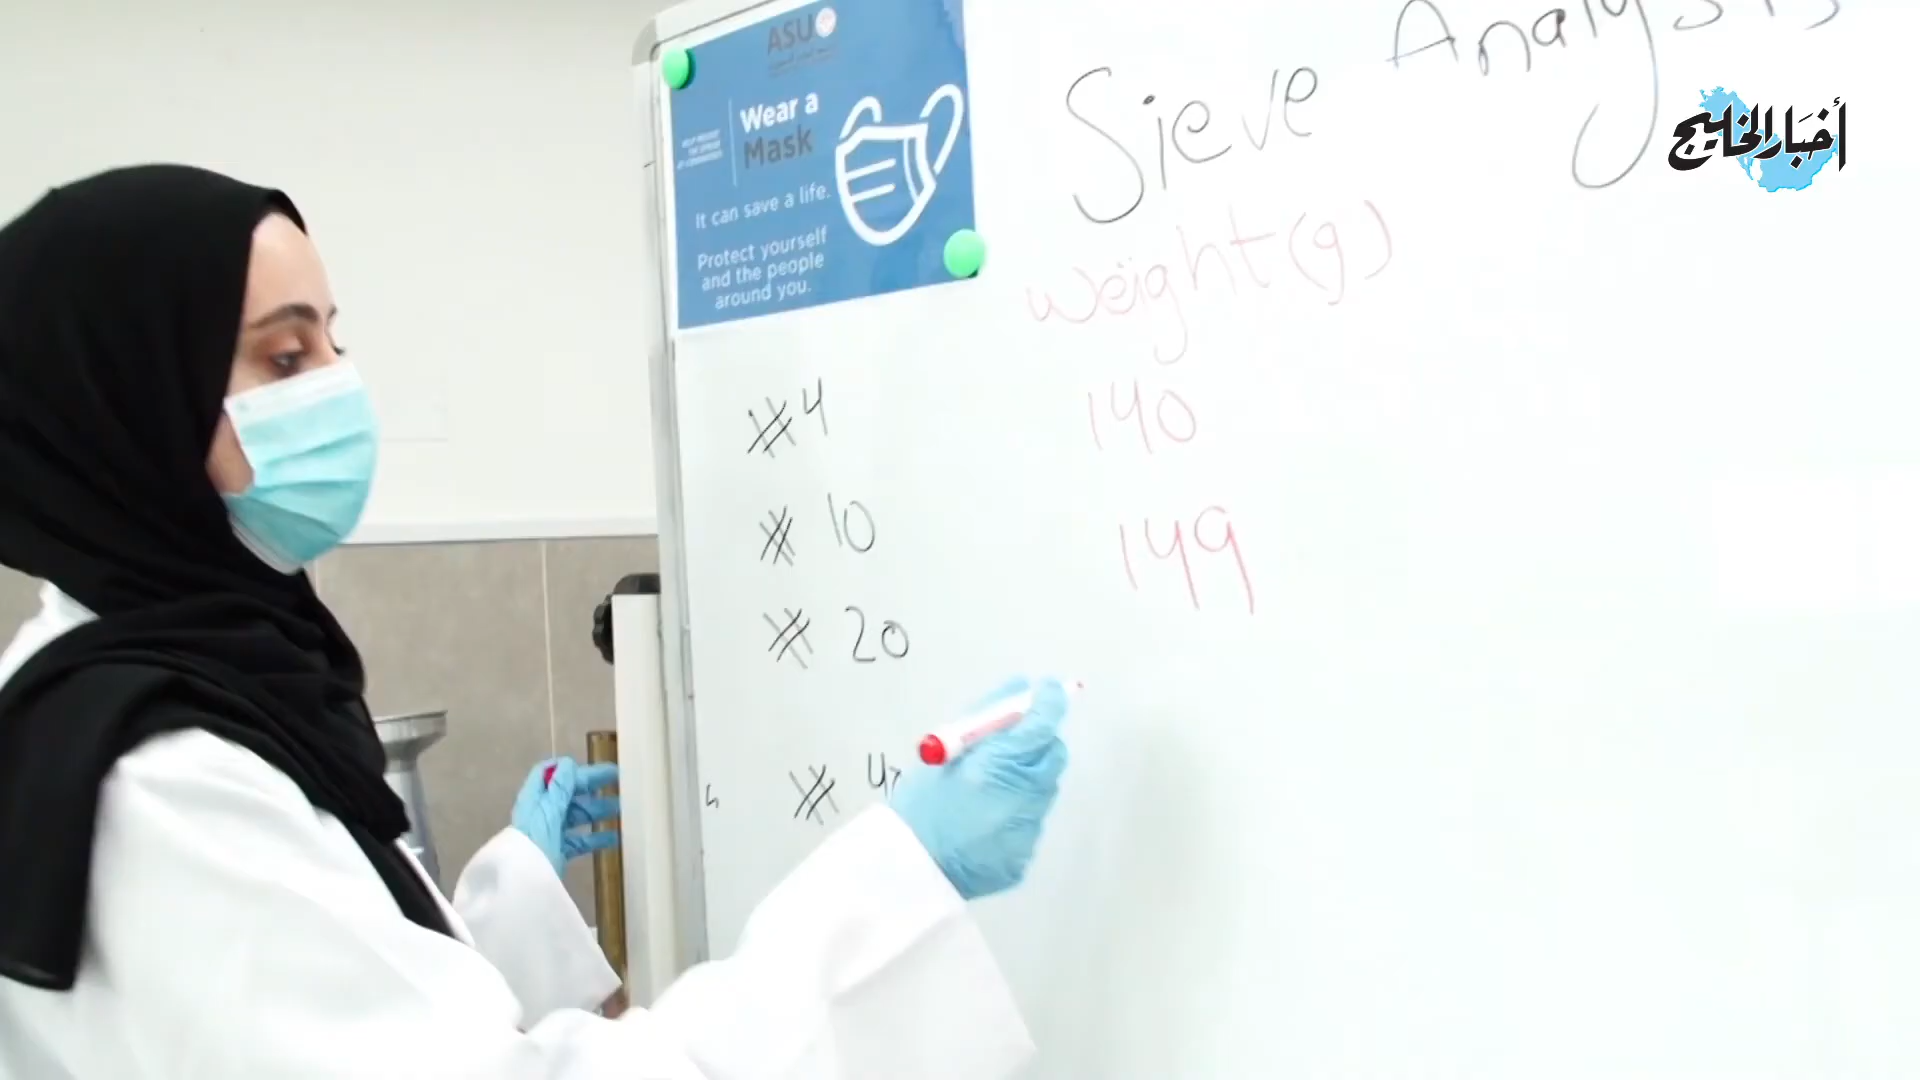 ASU
Wear a
Mask
It can save a life.
Protect yourself
and the people
around you.
Sieve Analysis
أخبار الخليج
weight(g)
#4 140
# 10 149
# 20